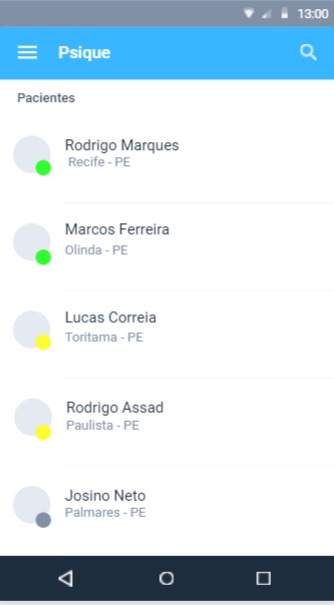 13:00
Psique
Pacientes
Rodrigo Marques
Recife - PE
Marcos Ferreira
Olinda - PE
Lucas Correia
Toritama - PE
Rodrigo Assad
Paulista - PE
Josino Neto
Palmares - PE